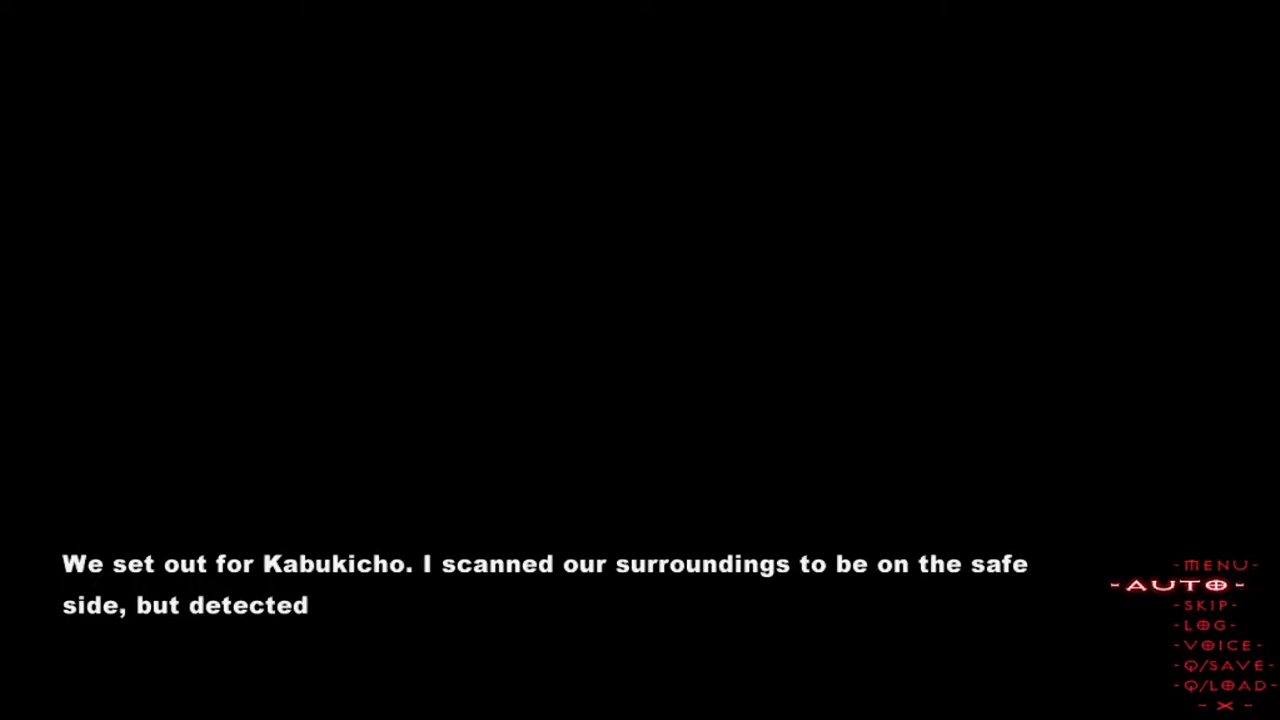 We set out for Kabukicho. I scanned our surroundings to be on the safe
side, but detected
-MENU-
-AUTO-
-SKIP-
-LOG-
-VOICE-
-Q/SAVE-
-Q/LOAD-
-X-